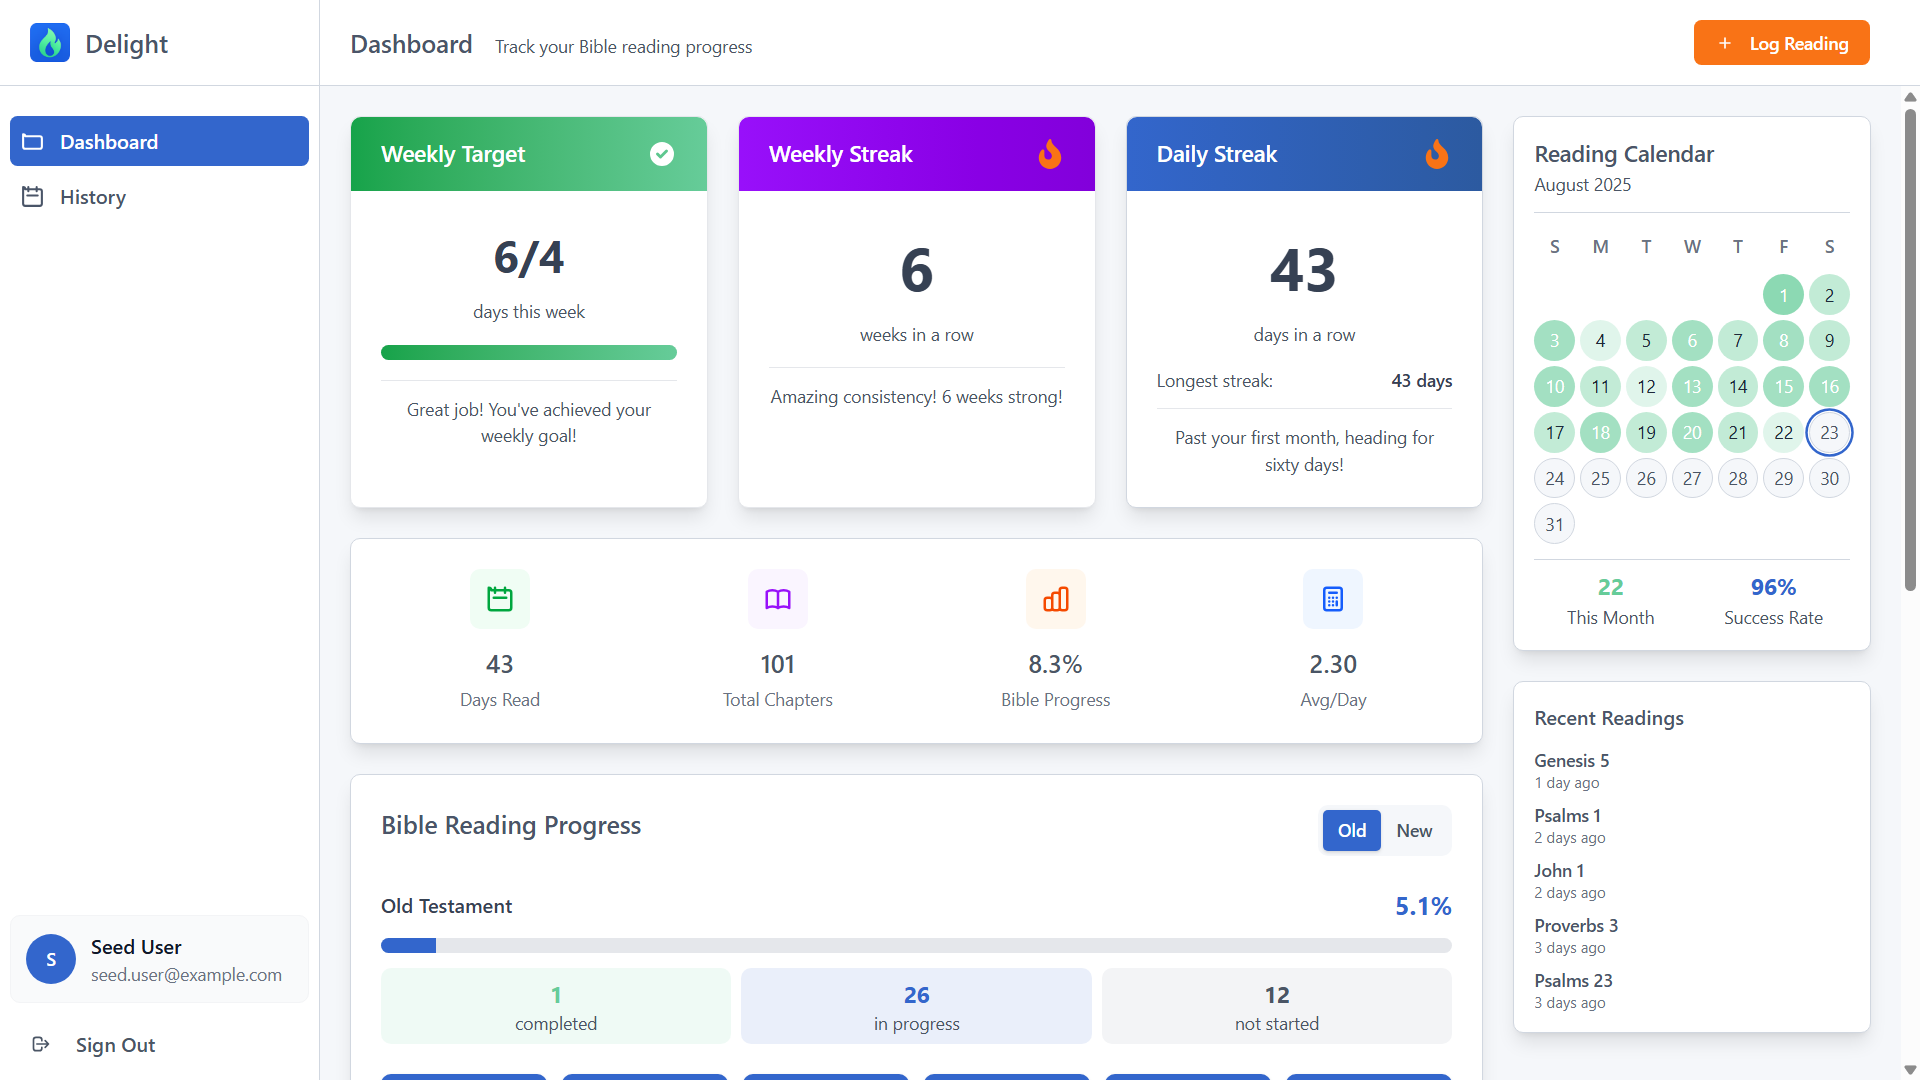 Delight
Dashboard
History
Seed User
S
seed.user@example.com
Sign Out
Dashboard
Track your Bible reading progress
+ Log Reading
Weekly Target
6/4
days this week
Great job! You've achieved your
weekly goal!
Weekly Streak
6
weeks in a row
Amazing consistency! 6 weeks strong!
Daily Streak
43
days in a row
Longest streak: 43 days
Past your first month, heading for
sixty days!
43
Days Read
101
Total Chapters
8.3%
Bible Progress
2.30
Avg/Day
Bible Reading Progress
Old New
Old Testament 5.1%
1
completed
26
in progress
12
not started
Reading Calendar
August 2025
S M T W T F S
1 2
3 4 5 6 7 8 9
10 11 12 13 14 15 16
17 18 19 20 21 22 23
24 25 26 27 28 29 30
31
22
This Month
96%
Success Rate
Recent Readings
Genesis 5
1 day ago
Psalms 1
2 days ago
John 1
2 days ago
Proverbs 3
3 days ago
Psalms 23
3 days ago